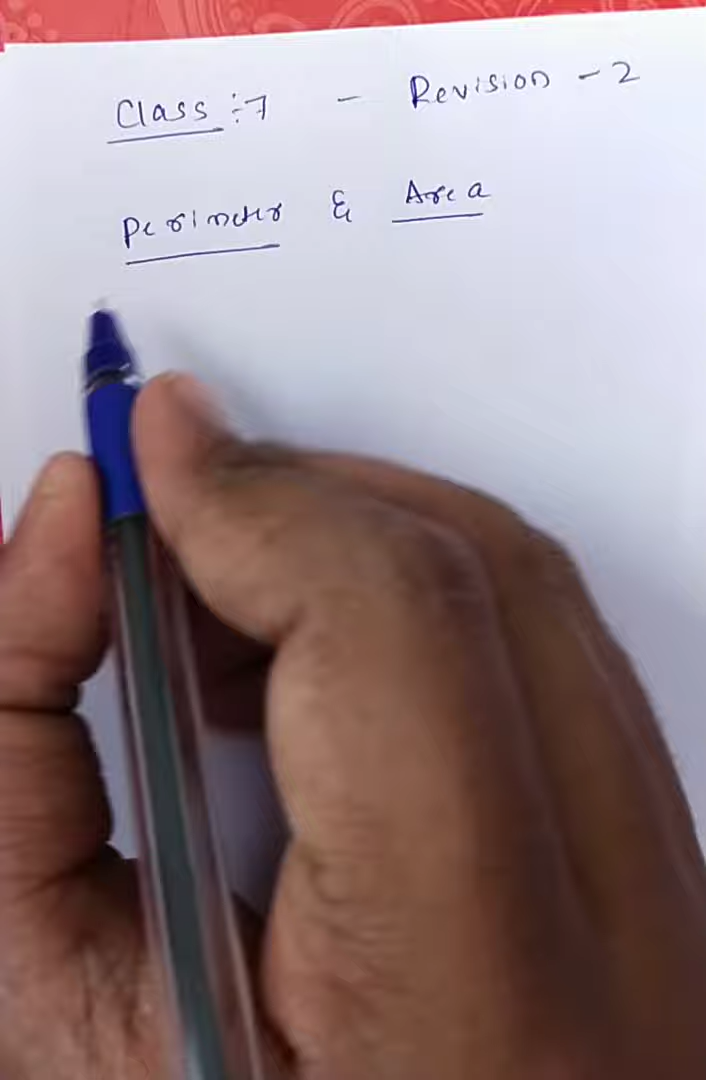 Class :- 7 - Revision - 2
Perimeter & Area